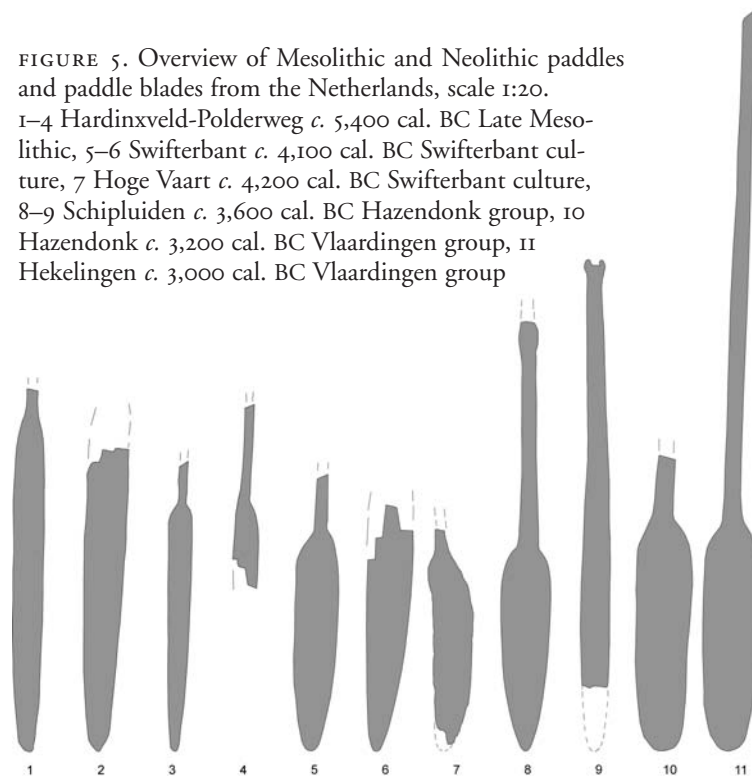 FIGURE 5. Overview of Mesolithic and Neolithic paddles
and paddle blades from the Netherlands, scale 1:20.
1–4 Hardinxveld-Polderweg c. 5,400 cal. BC Late Meso-
lithic, 5–6 Swifterbant c. 4,100 cal. BC Swifterbant cul-
ture, 7 Hoge Vaart c. 4,200 cal. BC Swifterbant culture,
8–9 Schipluiden c. 3,600 cal. BC Hazendonk group, 10
Hazendonk c. 3,200 cal. BC Vlaardingen group, 11
Hekelingen c. 3,000 cal. BC Vlaardingen group
1 2 3 4 5 6 7 8 9 10 11